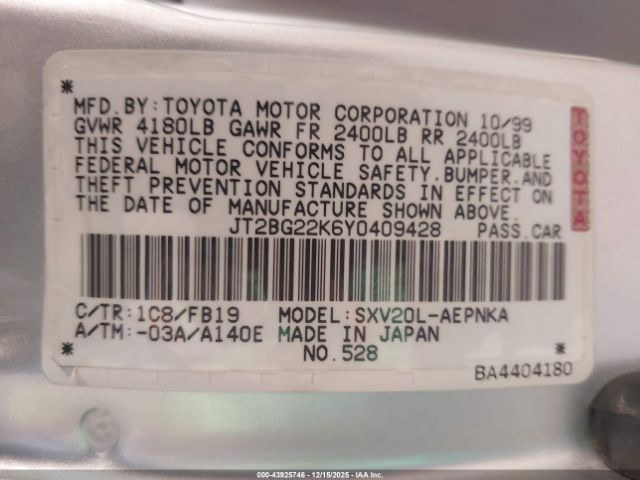 MFD.BY:TOYOTA MOTOR CORPORATION 10/99
GVWR 4180LB GAWR FR 2400LB RR 2400LB
THIS VEHICLE CONFORMS TO ALL APPLICABLE
FEDERAL MOTOR VEHICLE SAFETY.BUMPER.AND
THEFT PREVENTION STANDARDS IN EFFECT ON
THE DATE OF MANUFACTURE SHOWN ABOVE.
JT2BG22K6Y0409428 PASS.CAR
TOYOTA
C/TR:1C8/FB19 MODEL:SXV20L-AEPNKA
A/TM:-03A/A140E MADE IN JAPAN
NO.528
BA4404180
000-43925746 - 12/15/2025 - IAA Inc.